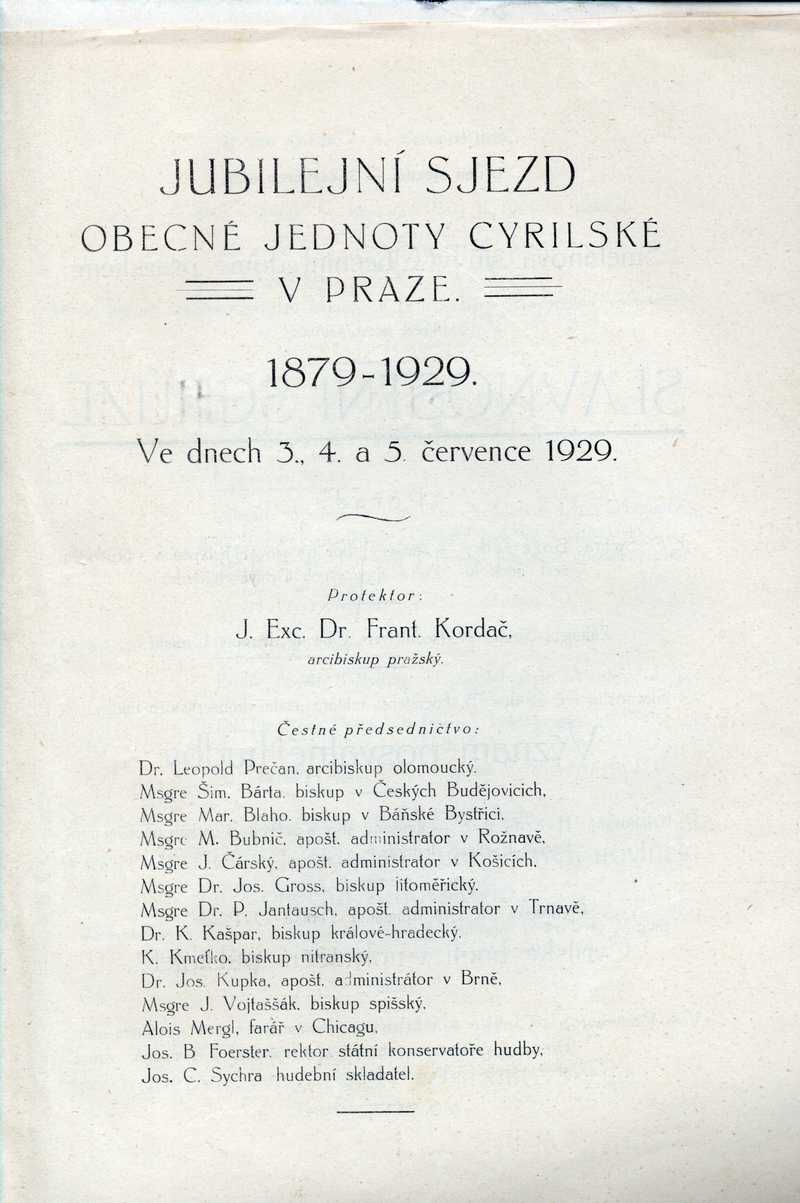 JUBILEJNÍ SJEZD
OBECNÉ JEDNOTY CYRILSKÉ
V PRAZE.
1879-1929.
Ve dnech 3., 4. a 5. července 1929.
Protektor:
J. Exc. Dr. Frant. Kordač,
arcibiskup pražský.
Čestné předsednictvo:
Dr. Leopold Prečan, arcibiskup olomoucký.
Msgre Šim. Bárta, biskup v Českých Budějovicích,
Msgre Mar. Blaho, biskup v Báňské Bystřici,
Msgre M. Bubnič, apošt. administrator v Rožnavě,
Msgre J. Čárský, apošt. administrator v Košicích,
Msgre Dr. Jos. Gross, biskup litoměřický.
Msgre Dr. P. Jantausch, apošt. administrator v Trnavě,
Dr. K. Kašpar, biskup králové-hradecký,
K. Kmeťko, biskup nitranský,
Dr. Jos. Kupka, apošt. administrátor v Brně,
Msgre J. Vojtaššák, biskup spišský,
Alois Mergl, farář v Chicagu,
Jos. B Foerster, rektor státní konservatoře hudby,
Jos. C. Sychra hudební skladatel.